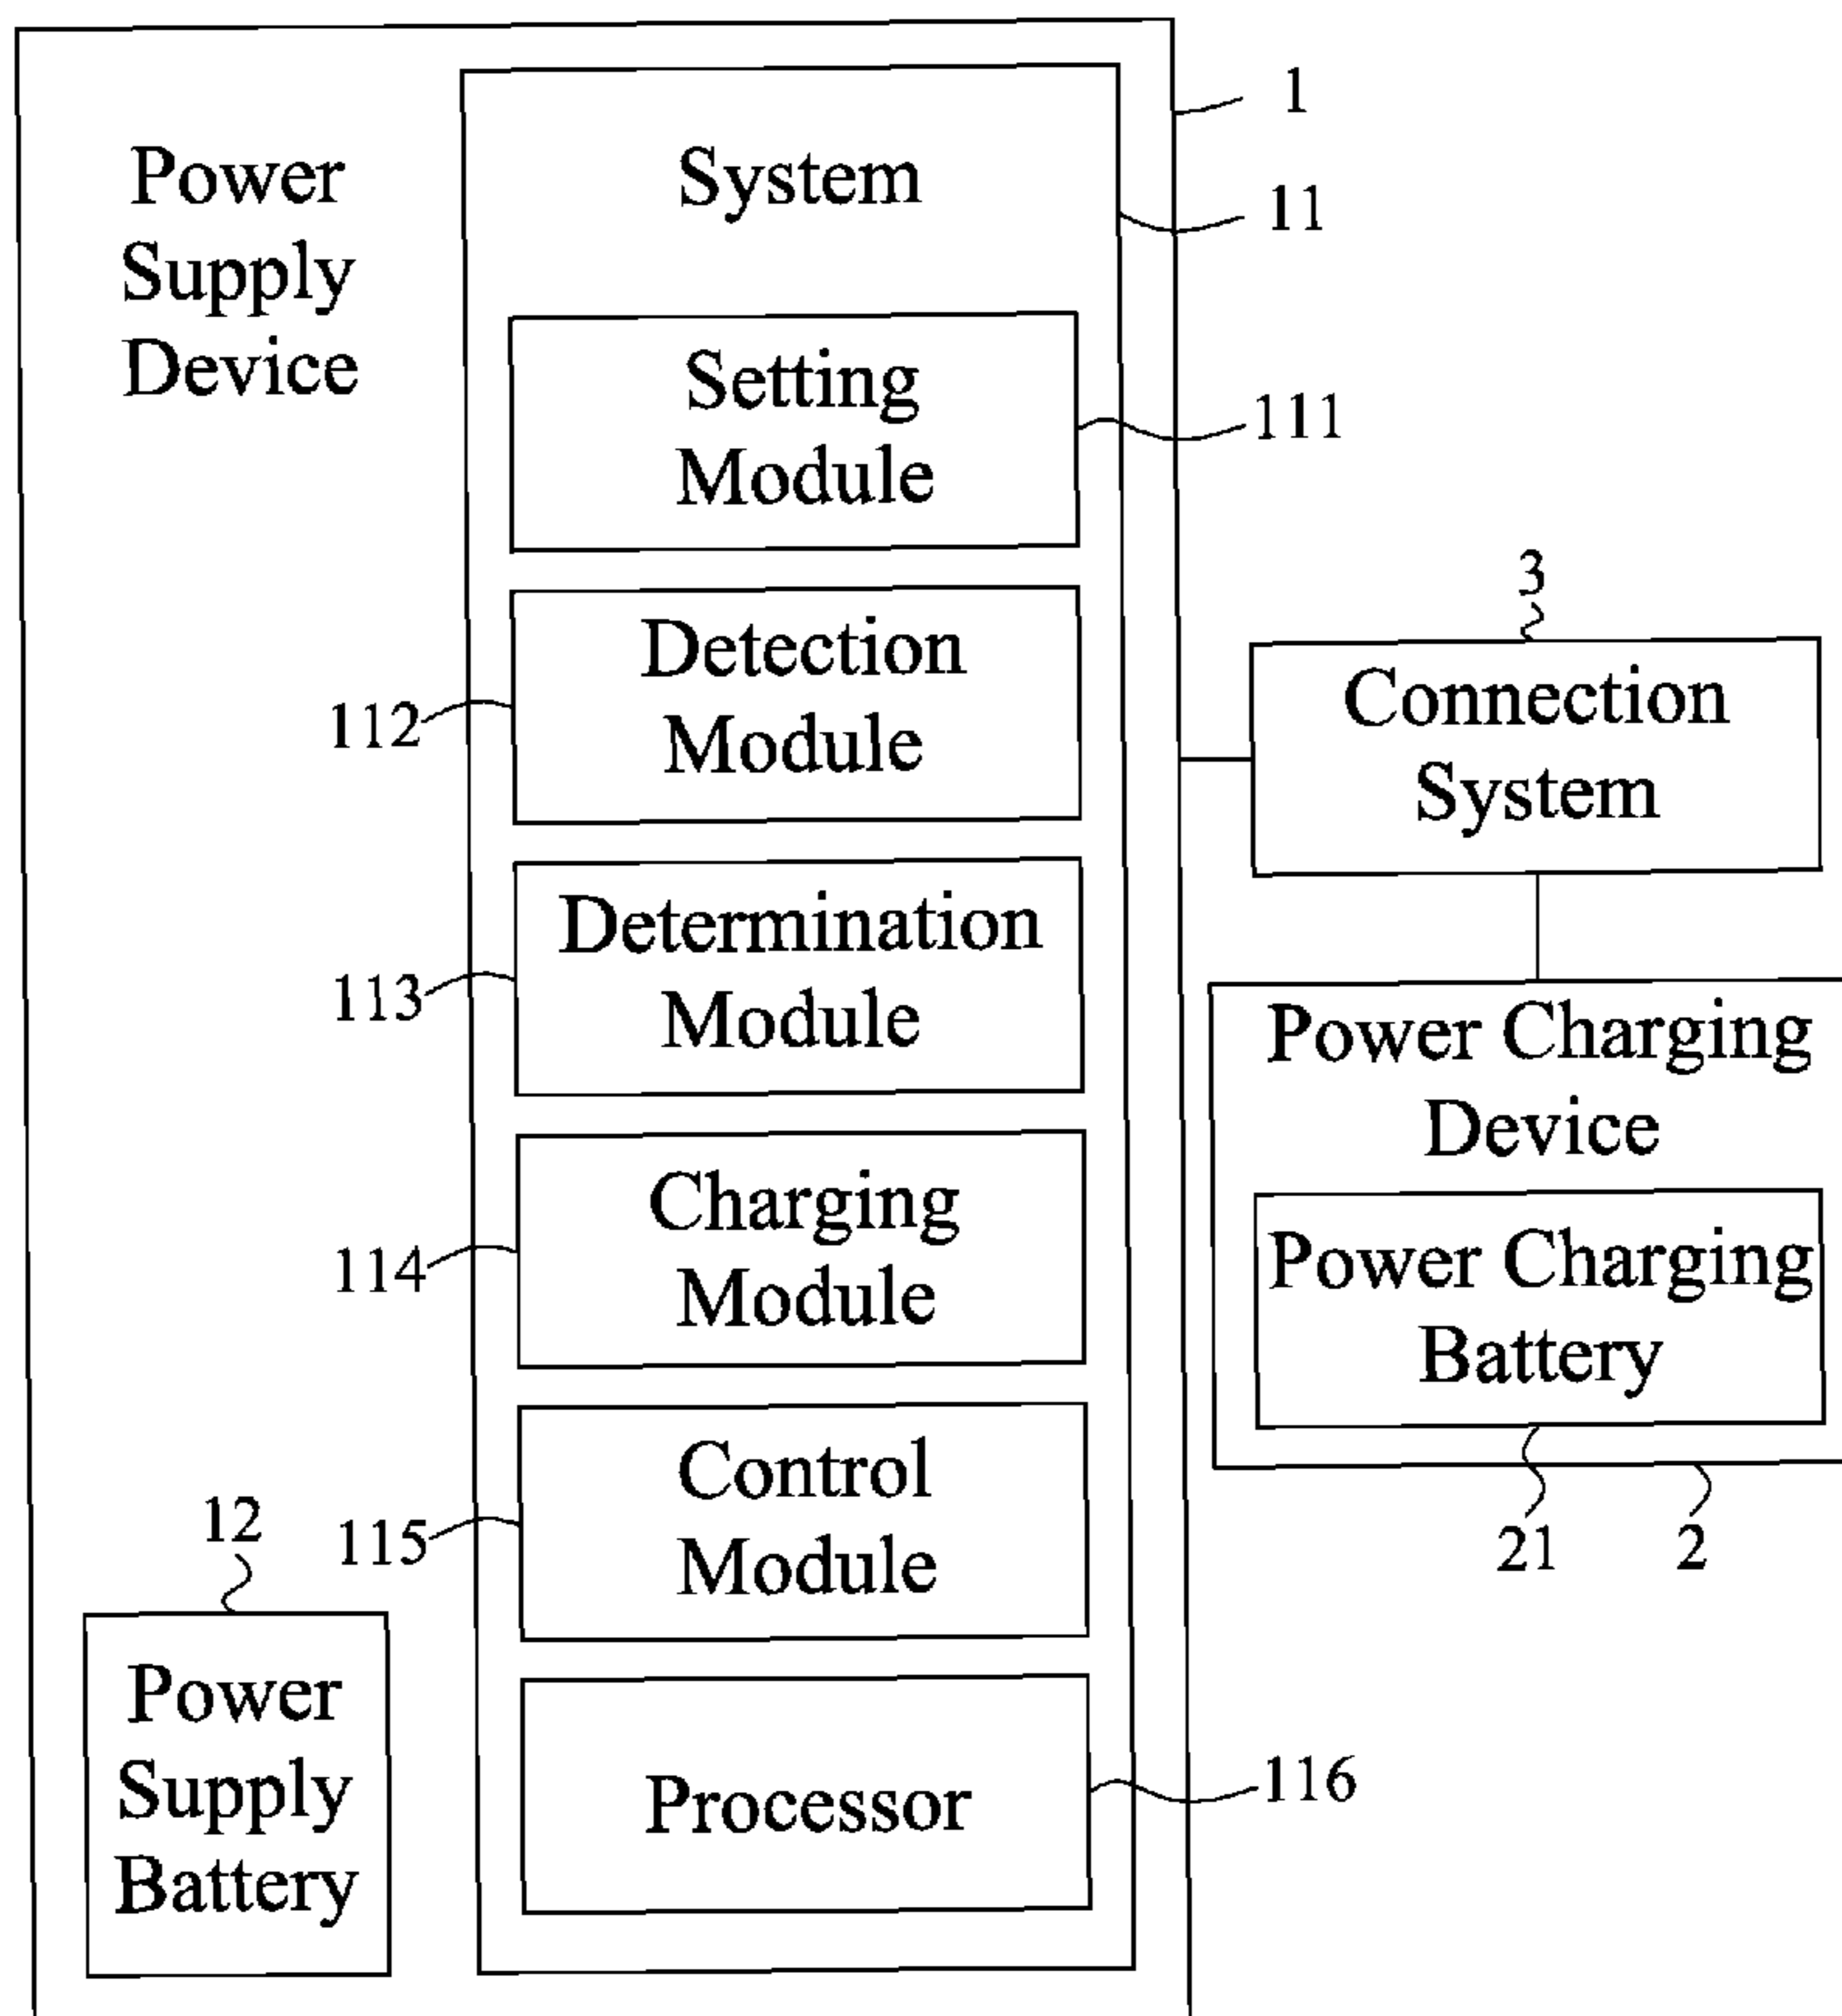 Power
Supply
Device
System
1
11
Setting
Module
111
Detection
Module
112
Determination
Module
113
Charging
Module
114
Control
Module
115
Processor
116
12
Power
Supply
Battery
3
Connection
System
Power Charging
Device
Power Charging
Battery
21
2